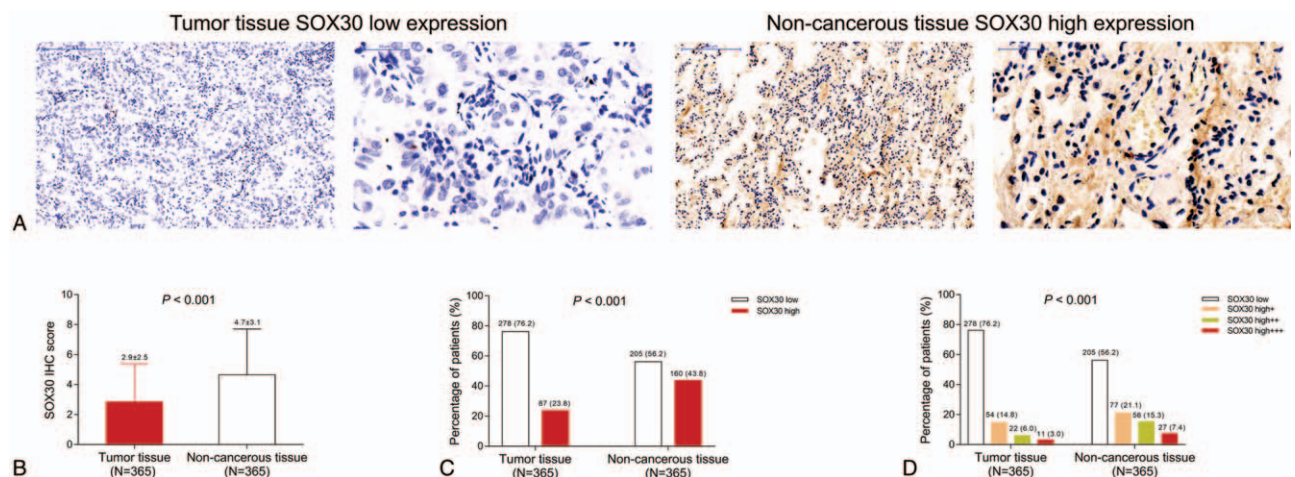 Tumor tissue SOX30 low expression
Non-cancerous tissue SOX30 high expression
A
P < 0.001
10
8
6
4
2
0
SOX30 IHC score
2.9±2.5
4.7±3.1
Tumor tissue
(N=365)
Non-cancerous tissue
(N=365)
B
P < 0.001
SOX30 low
SOX30 high
100
80
60
40
20
0
Percentage of patients (%)
278 (76.2)
87 (23.8)
205 (56.2)
160 (43.8)
Tumor tissue
(N=365)
Non-cancerous tissue
(N=365)
C
P < 0.001
SOX30 low
SOX30 high+
SOX30 high++
SOX30 high+++
100
80
60
40
20
0
Percentage of patients (%)
278 (76.2)
54 (14.8)
22 (6.0)
11 (3.0)
205 (56.2)
77 (21.1)
56 (15.3)
27 (7.4)
Tumor tissue
(N=365)
Non-cancerous tissue
(N=365)
D